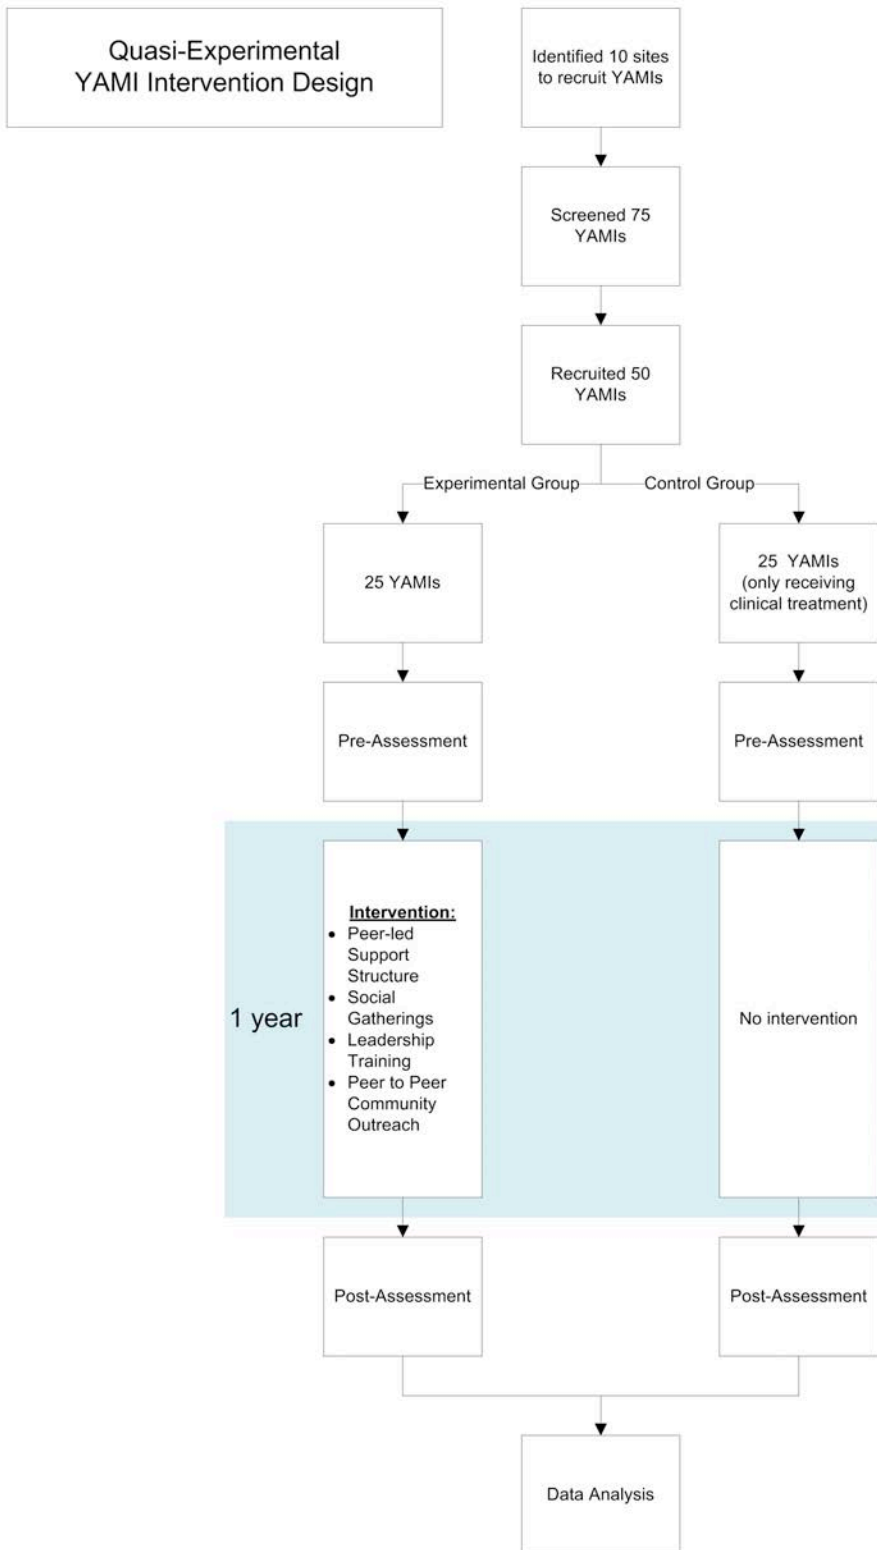 Quasi-Experimental
YAMI Intervention Design
Identified 10 sites
to recruit YAMIs
Screened 75
YAMIs
Recruited 50
YAMIs
Experimental Group
Control Group
25 YAMIs
25 YAMIs
(only receiving
clinical treatment)
Pre-Assessment
Pre-Assessment
1 year
Intervention:
• Peer-led
Support
Structure
• Social
Gatherings
• Leadership
Training
• Peer to Peer
Community
Outreach
No intervention
Post-Assessment
Post-Assessment
Data Analysis